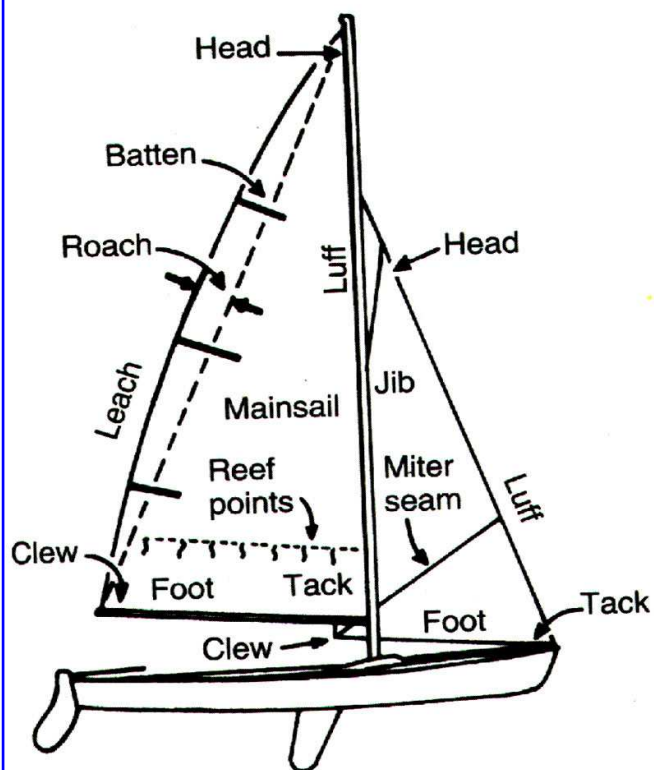 Head
Batten
Roach
Head
Luff
Leach
Jib
Mainsail
Reef
points
Miter
seam
Luff
Clew
Foot
Tack
Tack
Foot
Clew